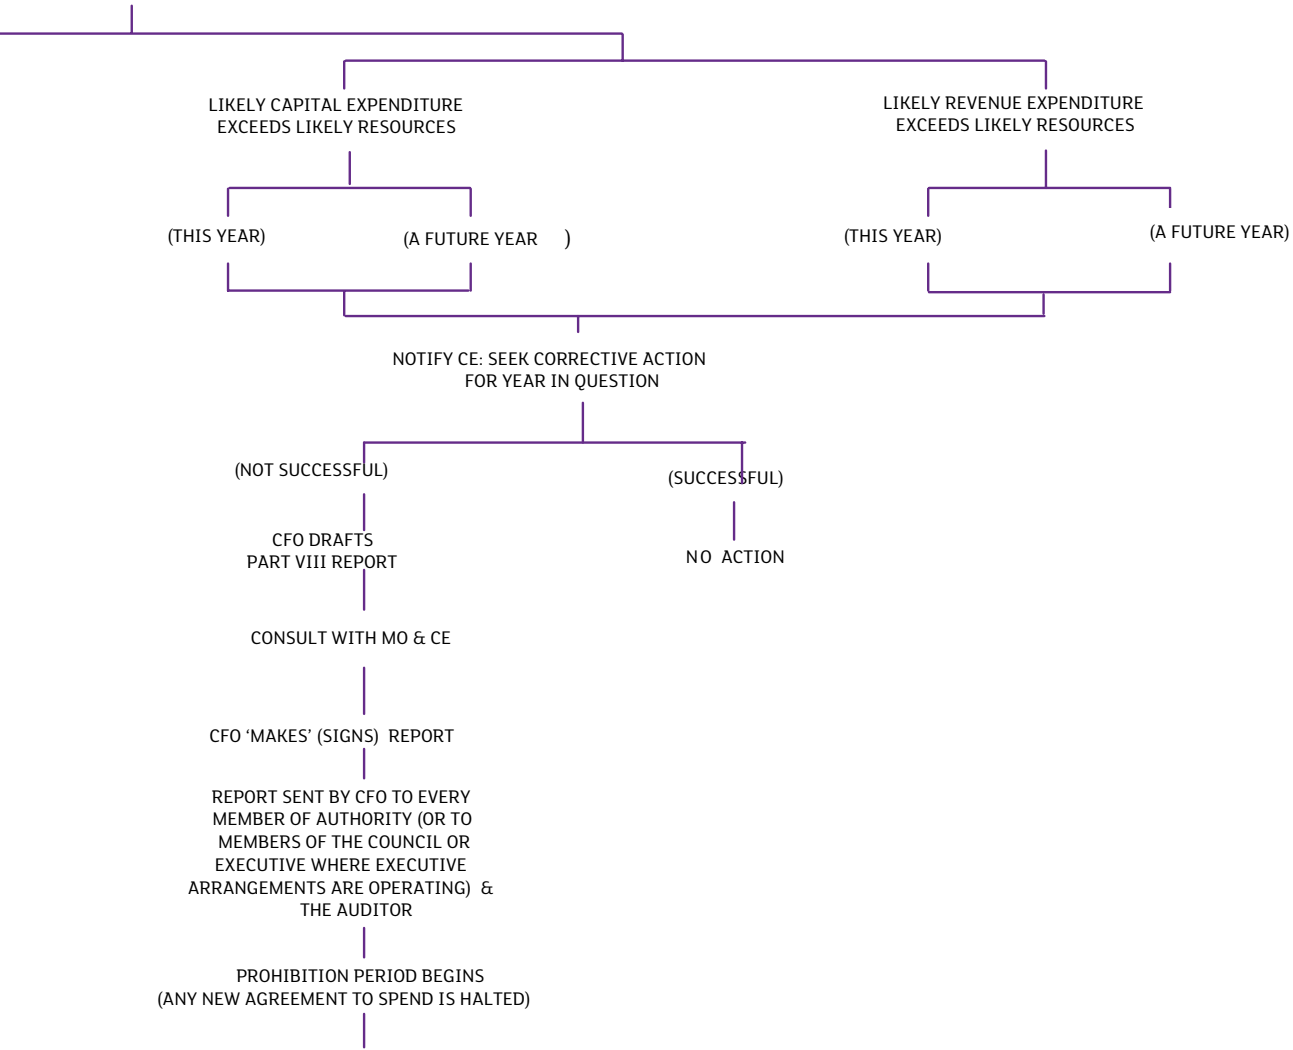 LIKELY CAPITAL EXPENDITURE
EXCEEDS LIKELY RESOURCES
LIKELY REVENUE EXPENDITURE
EXCEEDS LIKELY RESOURCES
(THIS YEAR)
(A FUTURE YEAR )
(THIS YEAR)
(A FUTURE YEAR)
NOTIFY CE: SEEK CORRECTIVE ACTION
FOR YEAR IN QUESTION
(NOT SUCCESSFUL)
(SUCCESSFUL)
CFO DRAFTS
PART VIII REPORT
NO ACTION
CONSULT WITH MO & CE
CFO ‘MAKES’ (SIGNS) REPORT
REPORT SENT BY CFO TO EVERY
MEMBER OF AUTHORITY (OR TO
MEMBERS OF THE COUNCIL OR
EXECUTIVE WHERE EXECUTIVE
ARRANGEMENTS ARE OPERATING) &
THE AUDITOR
PROHIBITION PERIOD BEGINS
(ANY NEW AGREEMENT TO SPEND IS HALTED)